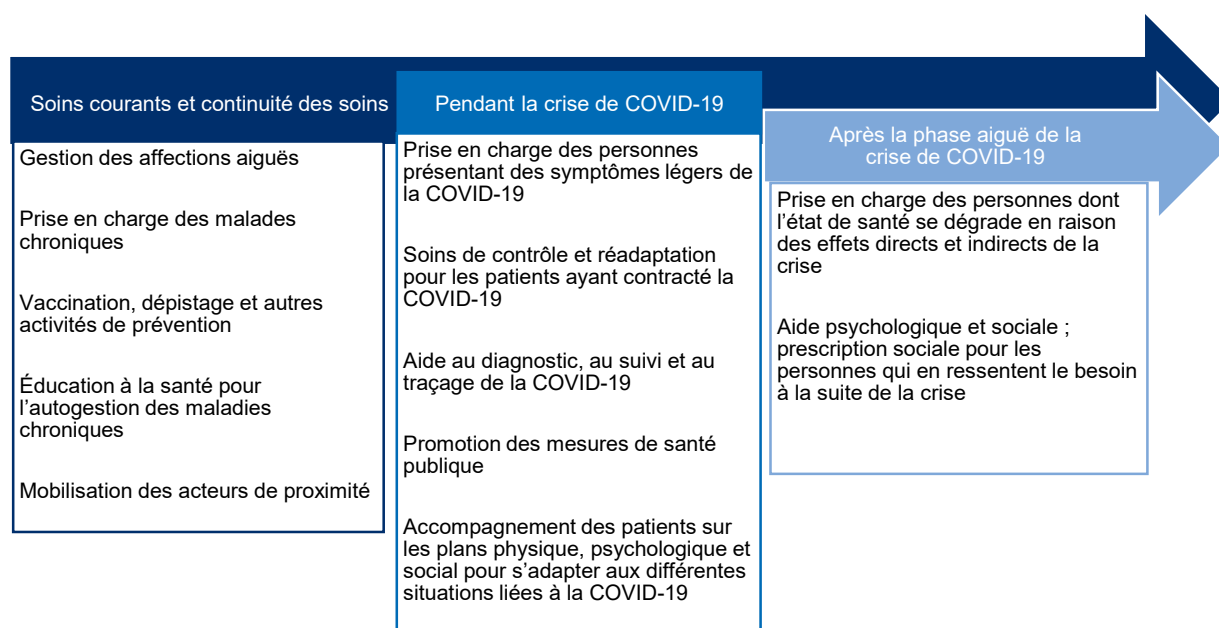 Soins courants et continuité des soins
Gestion des affections aiguës
Prise en charge des malades
chroniques
Vaccination, dépistage et autres
activités de prévention
Éducation à la santé pour
l’autogestion des maladies
chroniques
Mobilisation des acteurs de proximité
Pendant la crise de COVID-19
Prise en charge des personnes
présentant des symptômes légers de
la COVID-19
Soins de contrôle et réadaptation
pour les patients ayant contracté la
COVID-19
Aide au diagnostic, au suivi et au
traçage de la COVID-19
Promotion des mesures de santé
publique
Accompagnement des patients sur
les plans physique, psychologique et
social pour s’adapter aux différentes
situations liées à la COVID-19
Après la phase aiguë de la
crise de COVID-19
Prise en charge des personnes dont
l’état de santé se dégrade en raison
des effets directs et indirects de la
crise
Aide psychologique et sociale ;
prescription sociale pour les
personnes qui en ressentent le besoin
à la suite de la crise